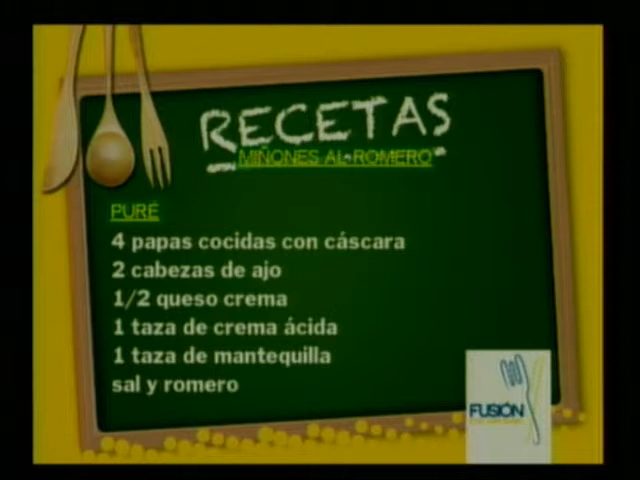 RECETAS
MIÑONES AL ROMERO
PURÉ
4 papas cocidas con cáscara
2 cabezas de ajo
1/2 queso crema
1 taza de crema ácida
1 taza de mantequilla
sal y romero
FUSIÓN